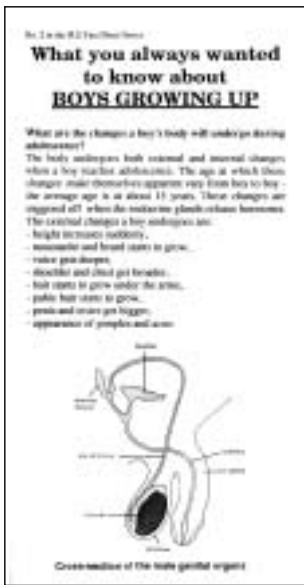 What you always wanted
to know about
BOYS GROWING UP
What are the changes a boy's body will undergo during
adolescence?
The body undergoes both external and internal changes
when a boy reaches adolescence. The age at which these
changes make themselves apparent vary from boy to boy -
the average age is at about 13 years. These changes are
triggered off when the endocrine glands release hormones.
The external changes a boy undergoes are:
- height increases suddenly,
- moustache and beard starts to grow,
- voice gets deeper,
- shoulder and chest get broader,
- hair starts to grow under the arms,
- pubic hair starts to grow,
- penis and testes get bigger,
- appearance of pimples and acne.
Cross-section of the male genital organs